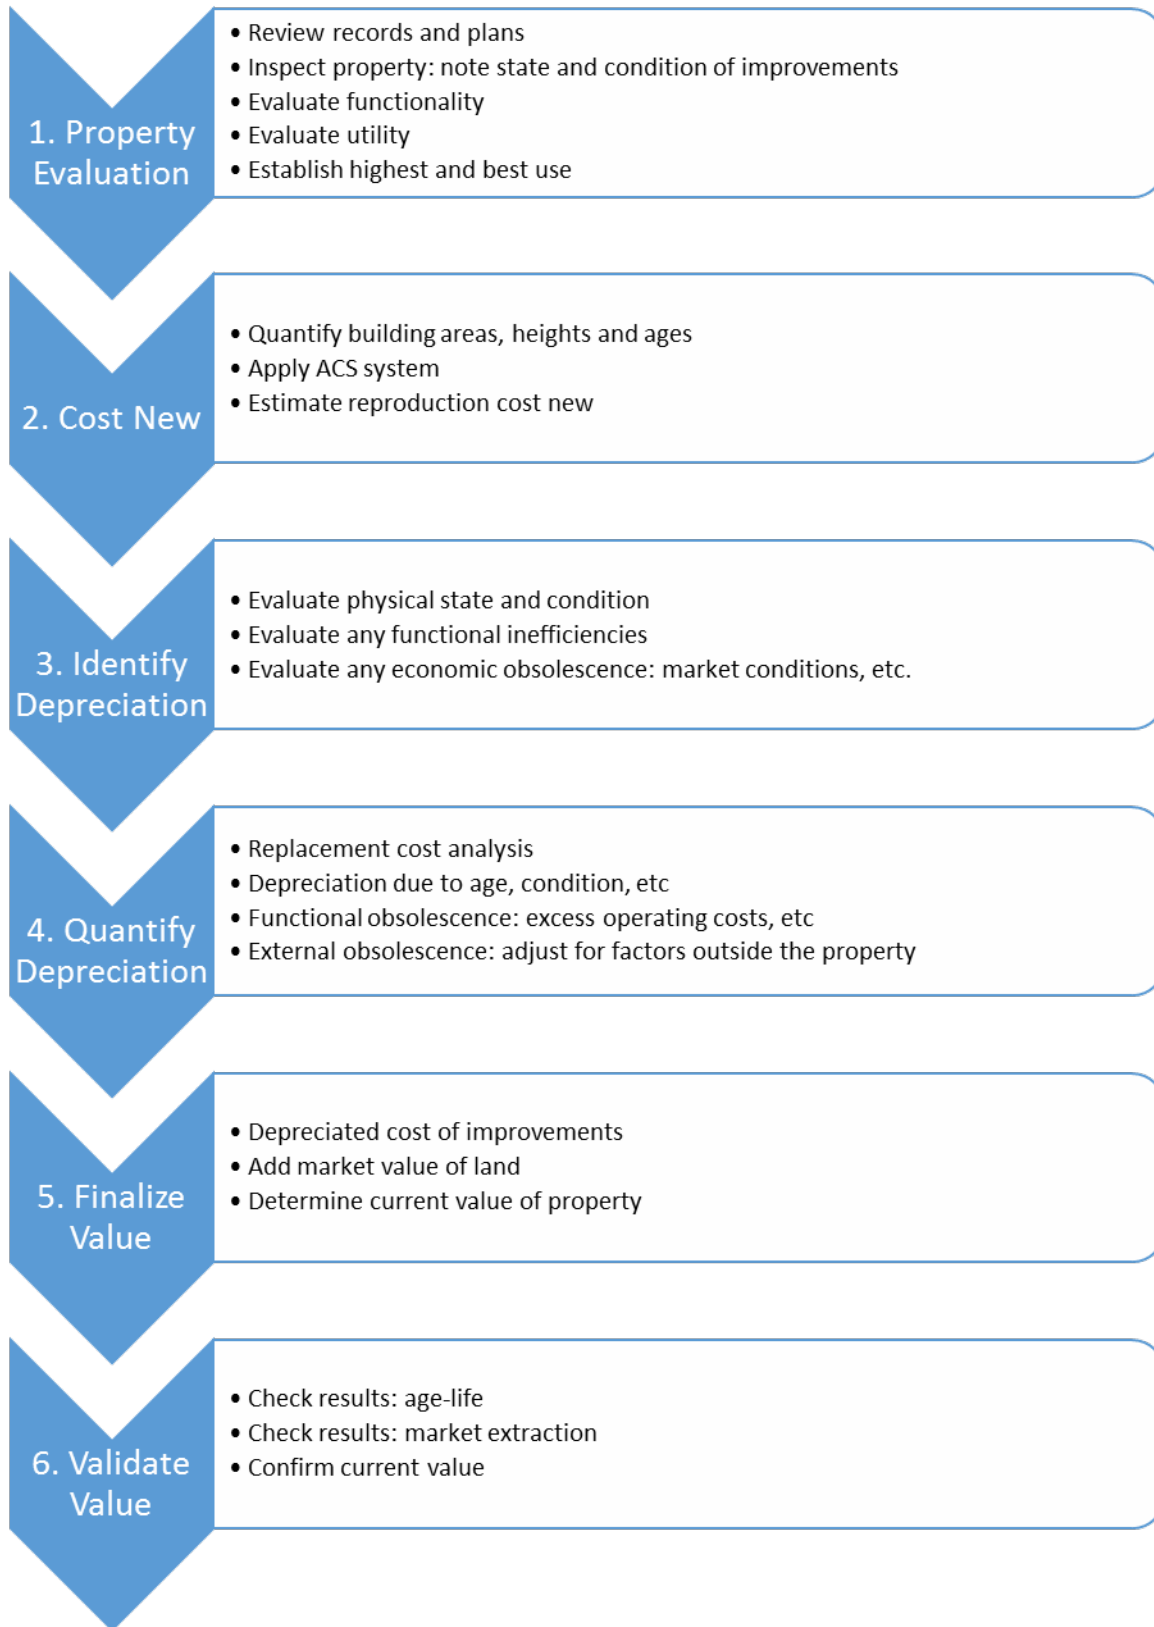 1. Property
Evaluation
• Review records and plans
• Inspect property: note state and condition of improvements
• Evaluate functionality
• Evaluate utility
• Establish highest and best use
2. Cost New
• Quantify building areas, heights and ages
• Apply ACS system
• Estimate reproduction cost new
3. Identify
Depreciation
• Evaluate physical state and condition
• Evaluate any functional inefficiencies
• Evaluate any economic obsolescence: market conditions, etc.
4. Quantify
Depreciation
• Replacement cost analysis
• Depreciation due to age, condition, etc
• Functional obsolescence: excess operating costs, etc
• External obsolescence: adjust for factors outside the property
5. Finalize
Value
• Depreciated cost of improvements
• Add market value of land
• Determine current value of property
6. Validate
Value
• Check results: age-life
• Check results: market extraction
• Confirm current value